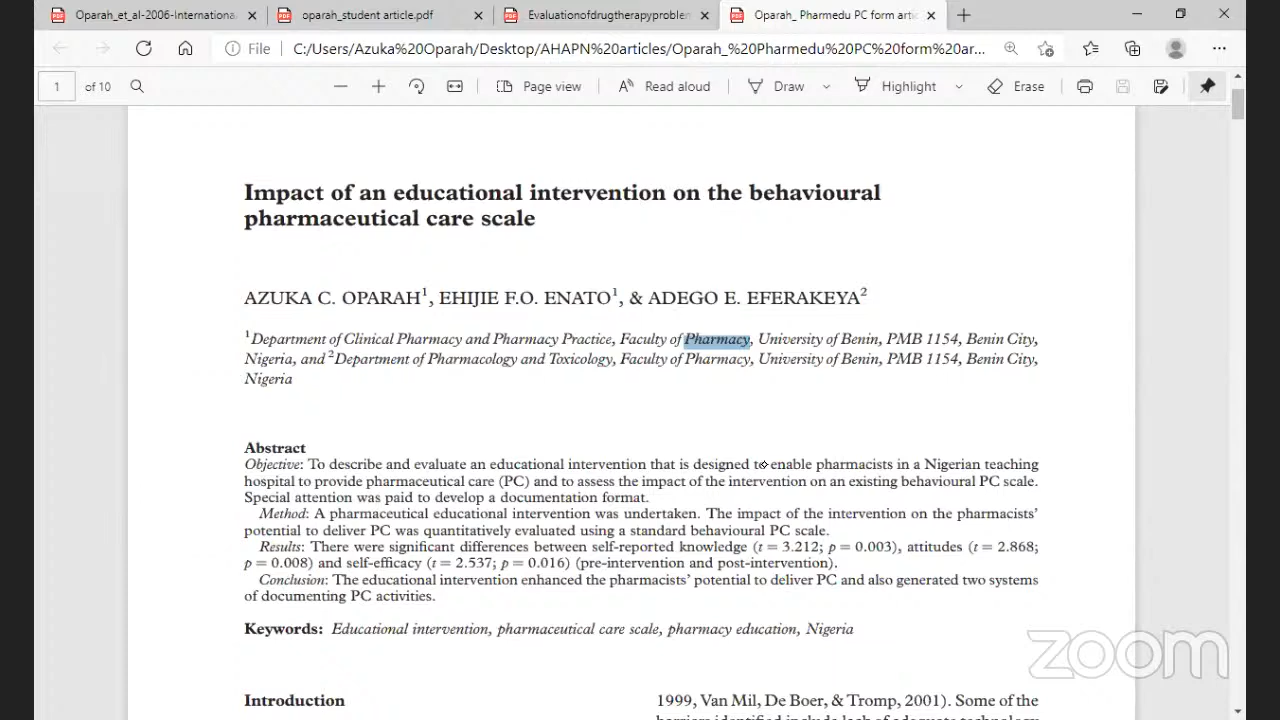 Oparah_et_al-2006-Internationa
oparah_student article.pdf
Evaluationofdrugtherapyproblem
Oparah_ Pharmedu PC form artic
File
C:/Users/Azuka%20Oparah/Desktop/AHAPN%20articles/Oparah_%20Pharmedu%20PC%20form%20ar...
1 of 10
Page view
Read aloud
Draw
Highlight
Erase
Impact of an educational intervention on the behavioural
pharmaceutical care scale
AZUKA C. OPARAH1, EHIJIE F.O. ENATO1, & ADEGO E. EFERAKEYA2
1Department of Clinical Pharmacy and Pharmacy Practice, Faculty of Pharmacy, University of Benin, PMB 1154, Benin City,
Nigeria, and 2Department of Pharmacology and Toxicology, Faculty of Pharmacy, University of Benin, PMB 1154, Benin City,
Nigeria
Abstract
Objective: To describe and evaluate an educational intervention that is designed to enable pharmacists in a Nigerian teaching
hospital to provide pharmaceutical care (PC) and to assess the impact of the intervention on an existing behavioural PC scale.
Special attention was paid to develop a documentation format.
Method: A pharmaceutical educational intervention was undertaken. The impact of the intervention on the pharmacists'
potential to deliver PC was quantitatively evaluated using a standard behavioural PC scale.
Results: There were significant differences between self-reported knowledge (t = 3.212; p = 0.003), attitudes (t = 2.868;
p = 0.008) and self-efficacy (t = 2.537; p = 0.016) (pre-intervention and post-intervention).
Conclusion: The educational intervention enhanced the pharmacists' potential to deliver PC and also generated two systems
of documenting PC activities.
Keywords: Educational intervention, pharmaceutical care scale, pharmacy education, Nigeria
zoom
Introduction
1999, Van Mil, De Boer, & Tromp, 2001). Some of the